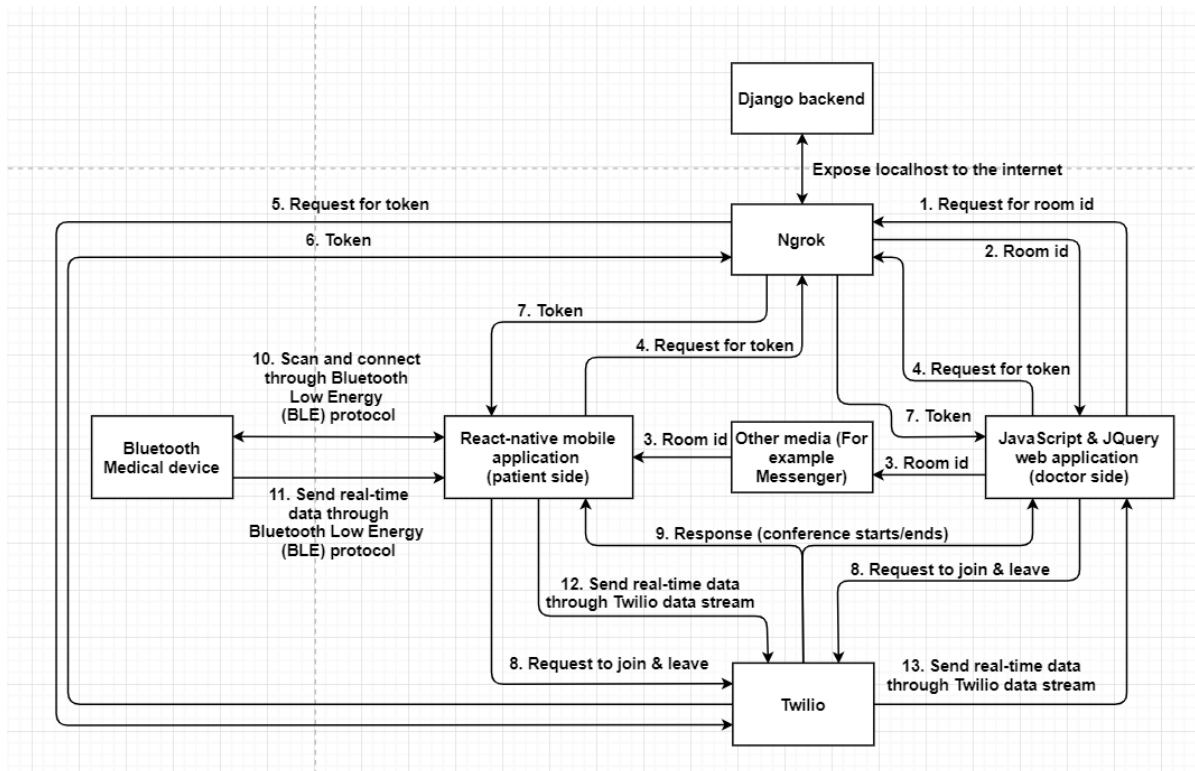 Django backend
Expose localhost to the internet
5. Request for token
1. Request for room id
6. Token
Ngrok
2. Room id
7. Token
4. Request for token
10. Scan and connect
through Bluetooth
Low Energy
(BLE) protocol
4. Request for token
7. Token
Bluetooth
Medical device
React-native mobile
application
(patient side)
3. Room id
Other media (For
example
Messenger)
3. Room id
JavaScript & JQuery
web application
(doctor side)
11. Send real-time
data through
Bluetooth Low Energy
(BLE) protocol
9. Response (conference starts/ends)
8. Request to join & leave
12. Send real-time data
through Twilio data stream
8. Request to join & leave
13. Send real-time data
through Twilio data stream
Twilio